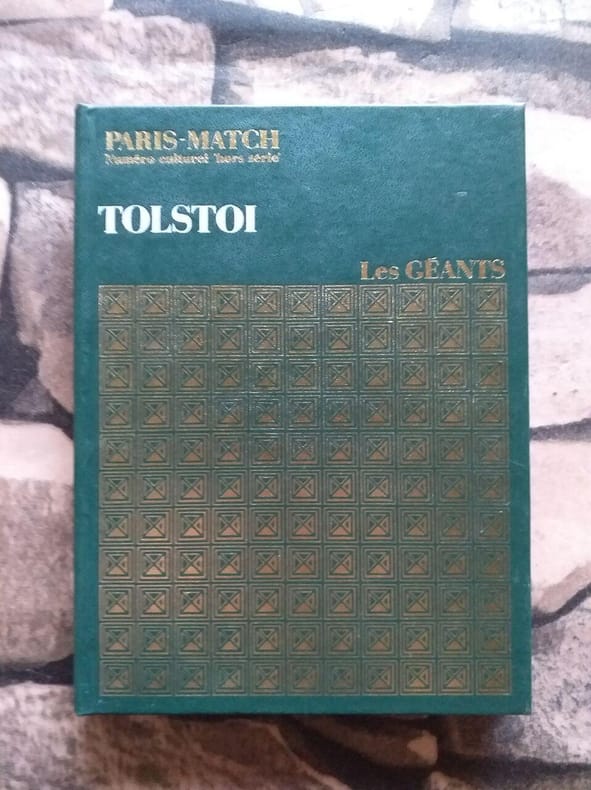 PARIS-MATCH
Numéro culturel 'hors série'
TOLSTOI
Les GÉANTS